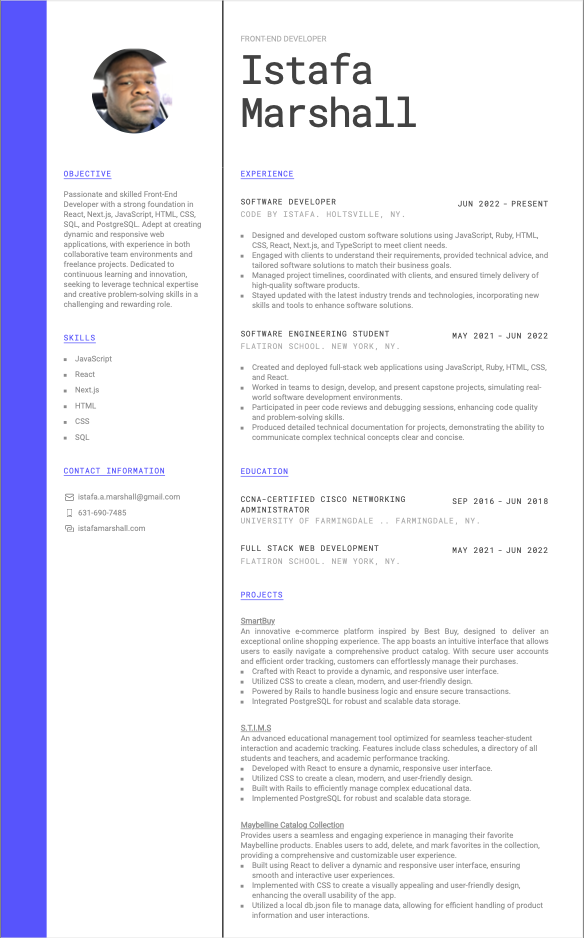 FRONT-END DEVELOPER
Istafa
Marshall
OBJECTIVE
Passionate and skilled Front-End
Developer with a strong foundation in
React, Next.js, JavaScript, HTML, CSS,
SQL, and PostgreSQL. Adept at creating
dynamic and responsive web
applications, with experience in both
collaborative team environments and
freelance projects. Dedicated to
continuous learning and innovation,
seeking to leverage technical expertise
and creative problem-solving skills in a
challenging and rewarding role.
SKILLS
JavaScript
React
Next.js
HTML
CSS
SQL
CONTACT INFORMATION
istafa.a.marshall@gmail.com
631-690-7485
istafamarshall.com
EXPERIENCE
SOFTWARE DEVELOPER JUN 2022 – PRESENT
CODE BY ISTAFA. HOLTSVILLE, NY.
Designed and developed custom software solutions using JavaScript, Ruby, HTML,
CSS, React, Next.js, and TypeScript to meet client needs.
Engaged with clients to understand their requirements, provided technical advice, and
tailored software solutions to match their business goals.
Managed project timelines, coordinated with clients, and ensured timely delivery of
high-quality software products.
Stayed updated with the latest industry trends and technologies, incorporating new
skills and tools to enhance software solutions.
SOFTWARE ENGINEERING STUDENT MAY 2021 – JUN 2022
FLATIRON SCHOOL. NEW YORK, NY.
Created and deployed full-stack web applications using JavaScript, Ruby, HTML, CSS,
and React.
Worked in teams to design, develop, and present capstone projects, simulating real-
world software development environments.
Participated in peer code reviews and debugging sessions, enhancing code quality
and problem-solving skills.
Produced detailed technical documentation for projects, demonstrating the ability to
communicate complex technical concepts clear and concise.
EDUCATION
CCNA-CERTIFIED CISCO NETWORKING SEP 2016 – JUN 2018
ADMINISTRATOR
UNIVERSITY OF FARMINGDALE .. FARMINGDALE, NY.
FULL STACK WEB DEVELOPMENT MAY 2021 – JUN 2022
FLATIRON SCHOOL. NEW YORK, NY.
PROJECTS
SmartBuy
An innovative e-commerce platform inspired by Best Buy, designed to deliver an
exceptional online shopping experience. The app boasts an intuitive interface that allows
users to easily navigate a comprehensive product catalog. With secure user accounts
and efficient order tracking, customers can effortlessly manage their purchases.
Crafted with React to provide a dynamic, and responsive user interface.
Utilized CSS to create a clean, modern, and user-friendly design.
Powered by Rails to handle business logic and ensure secure transactions.
Integrated PostgreSQL for robust and scalable data storage.
S.T.I.M.S
An advanced educational management tool optimized for seamless teacher-student
interaction and academic tracking. Features include class schedules, a directory of all
students and teachers, and academic performance tracking.
Developed with React to ensure a dynamic, responsive user interface.
Utilized CSS to create a clean, modern, and user-friendly design.
Built with Rails to efficiently manage complex educational data.
Implemented PostgreSQL for robust and scalable data storage.
Maybelline Catalog Collection
Provides users a seamless and engaging experience in managing their favorite
Maybelline products. Enables users to add, delete, and mark favorites in the collection,
providing a comprehensive and customizable user experience.
Built using React to deliver a dynamic and responsive user interface, ensuring
smooth and interactive user experiences.
Implemented with CSS to create a visually appealing and user-friendly design,
enhancing the overall usability of the app.
Utilized a local db.json file to manage data, allowing for efficient handling of product
information and user interactions.